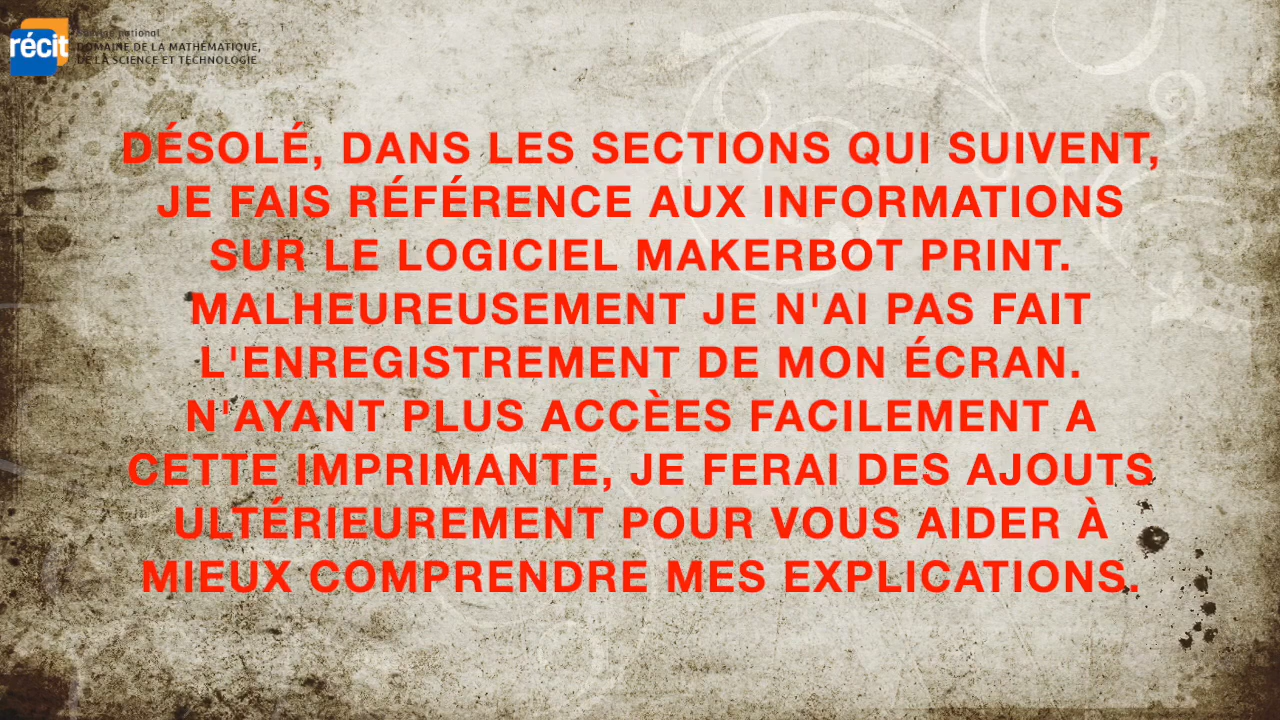 récit
Service national
DOMAINE DE LA MATHÉMATIQUE,
DE LA SCIENCE ET TECHNOLOGIE
DÉSOLÉ, DANS LES SECTIONS QUI SUIVENT,
JE FAIS RÉFÉRENCE AUX INFORMATIONS
SUR LE LOGICIEL MAKERBOT PRINT.
MALHEUREUSEMENT JE N'AI PAS FAIT
L'ENREGISTREMENT DE MON ÉCRAN.
N'AYANT PLUS ACCÈES FACILEMENT A
CETTE IMPRIMANTE, JE FERAI DES AJOUTS
ULTÉRIEUREMENT POUR VOUS AIDER À
MIEUX COMPRENDRE MES EXPLICATIONS.